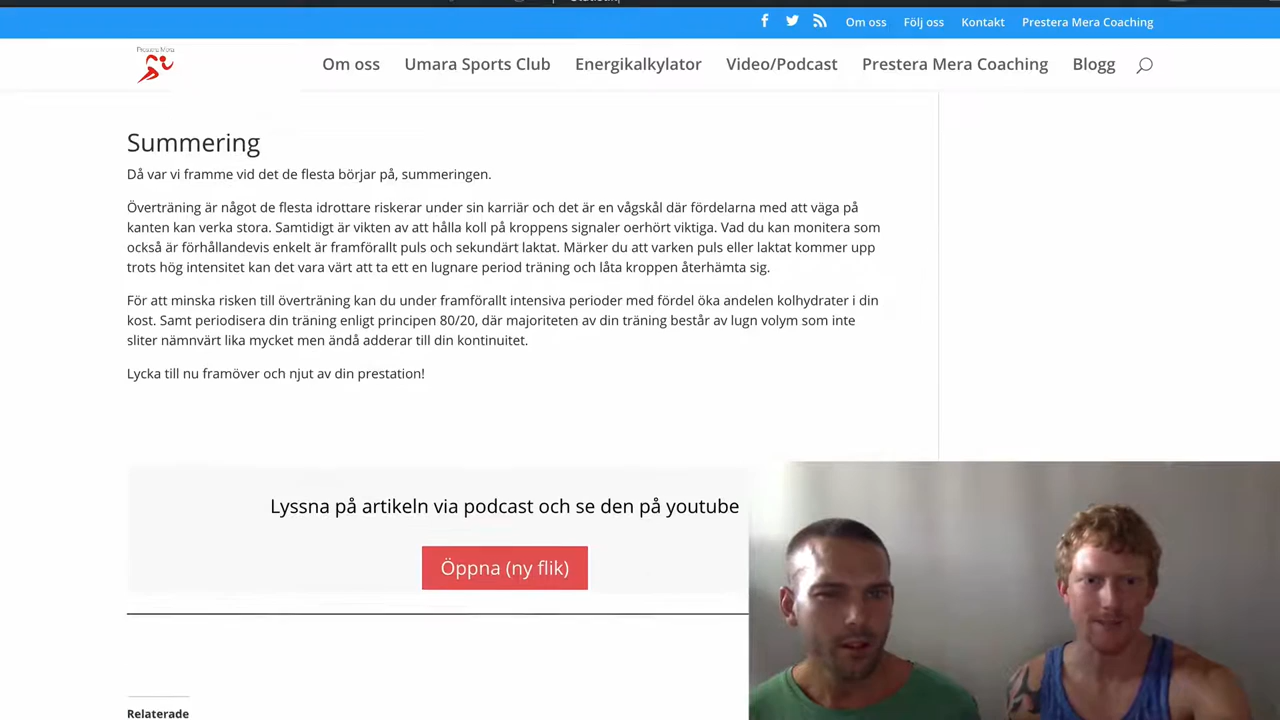 Om oss Följ oss Kontakt Prestera Mera Coaching
Prestera Mera
Om oss Umara Sports Club Energikalkylator Video/Podcast Prestera Mera Coaching Blogg
Summering
Då var vi framme vid det de flesta börjar på, summeringen.
Överträning är något de flesta idrottare riskerar under sin karriär och det är en vågskål där fördelarna med att väga på
kanten kan verka stora. Samtidigt är vikten av att hålla koll på kroppens signaler oerhört viktiga. Vad du kan monitera som
också är förhållandevis enkelt är framförallt puls och sekundärt laktat. Märker du att varken puls eller laktat kommer upp
trots hög intensitet kan det vara värt att ta ett en lugnare period träning och låta kroppen återhämta sig.
För att minska risken till överträning kan du under framförallt intensiva perioder med fördel öka andelen kolhydrater i din
kost. Samt periodisera din träning enligt principen 80/20, där majoriteten av din träning består av lugn volym som inte
sliter nämnvärt lika mycket men ändå adderar till din kontinuitet.
Lycka till nu framöver och njut av din prestation!
Lyssna på artikeln via podcast och se den på youtube
Öppna (ny flik)
Relaterade